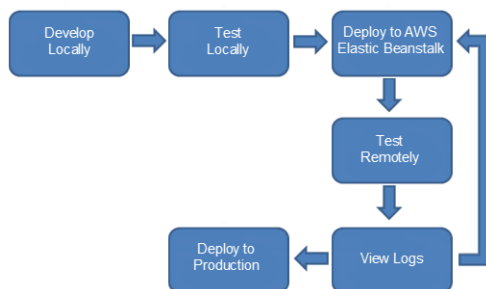 Develop
Locally
Test
Locally
Deploy to AWS
Elastic Beanstalk
Test
Remotely
View Logs
Deploy to
Production